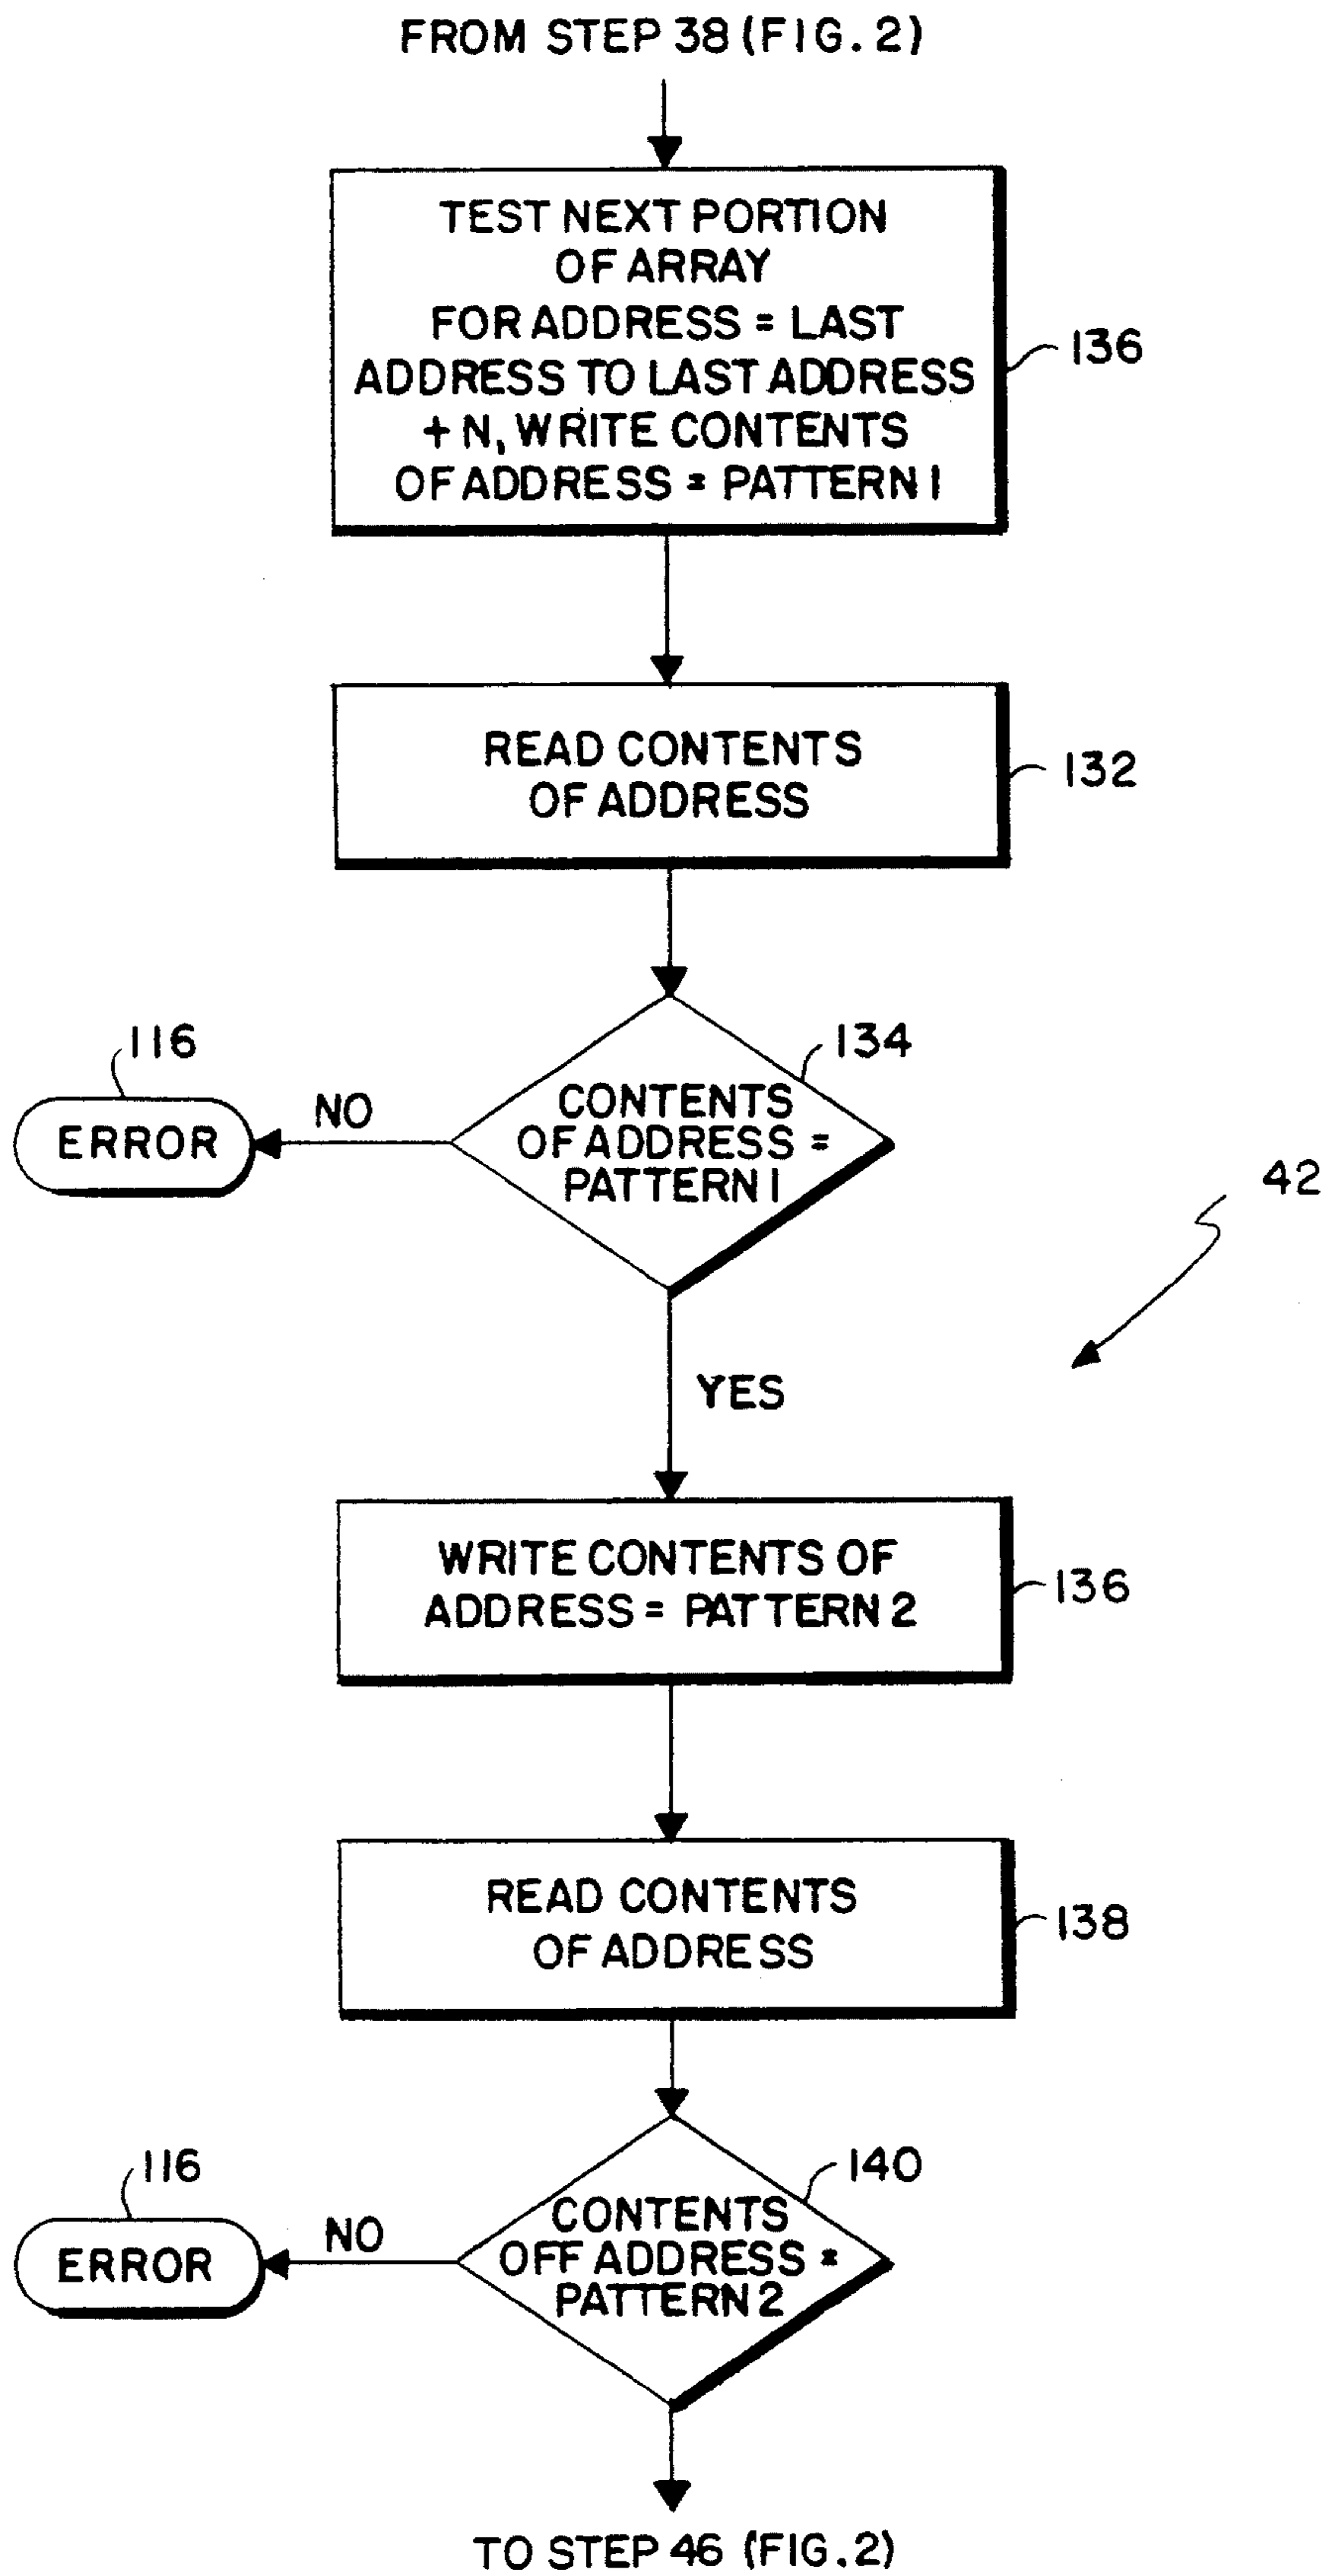 FROM STEP 38 (FIG. 2)
TEST NEXT PORTION
OF ARRAY
FOR ADDRESS = LAST
ADDRESS TO LAST ADDRESS
+ N, WRITE CONTENTS
OF ADDRESS = PATTERN 1
136
READ CONTENTS
OF ADDRESS
132
134
CONTENTS
OF ADDRESS =
PATTERN 1
116
ERROR
NO
42
YES
WRITE CONTENTS OF
ADDRESS = PATTERN 2
136
READ CONTENTS
OF ADDRESS
138
140
CONTENTS
OFF ADDRESS =
PATTERN 2
116
ERROR
NO
TO STEP 46 (FIG. 2)